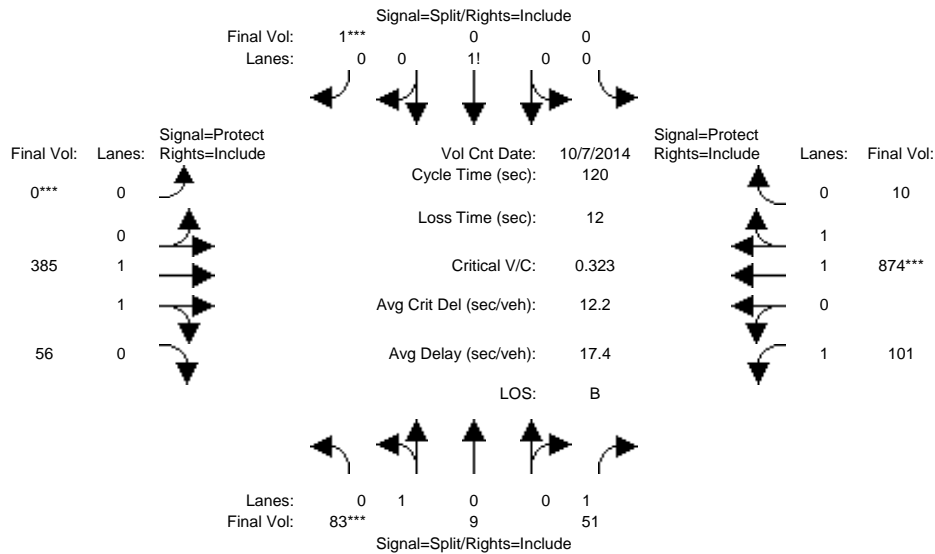 Signal=Split/Rights=Include
Final Vol: 1*** 0 0
Lanes: 0 0 1! 0 0
Signal=Protect Signal=Protect
Final Vol: Lanes: Rights=Include Vol Cnt Date: 10/7/2014 Rights=Include Lanes: Final Vol:
Cycle Time (sec): 120
0*** 0 0 10
Loss Time (sec): 12
0 1
385 1 Critical V/C: 0.323 1 874***
1 Avg Crit Del (sec/veh): 12.2 0
56 0 Avg Delay (sec/veh): 17.4 1 101
LOS: B
Lanes: 0 1 0 0 1
Final Vol: 83*** 9 51
Signal=Split/Rights=Include